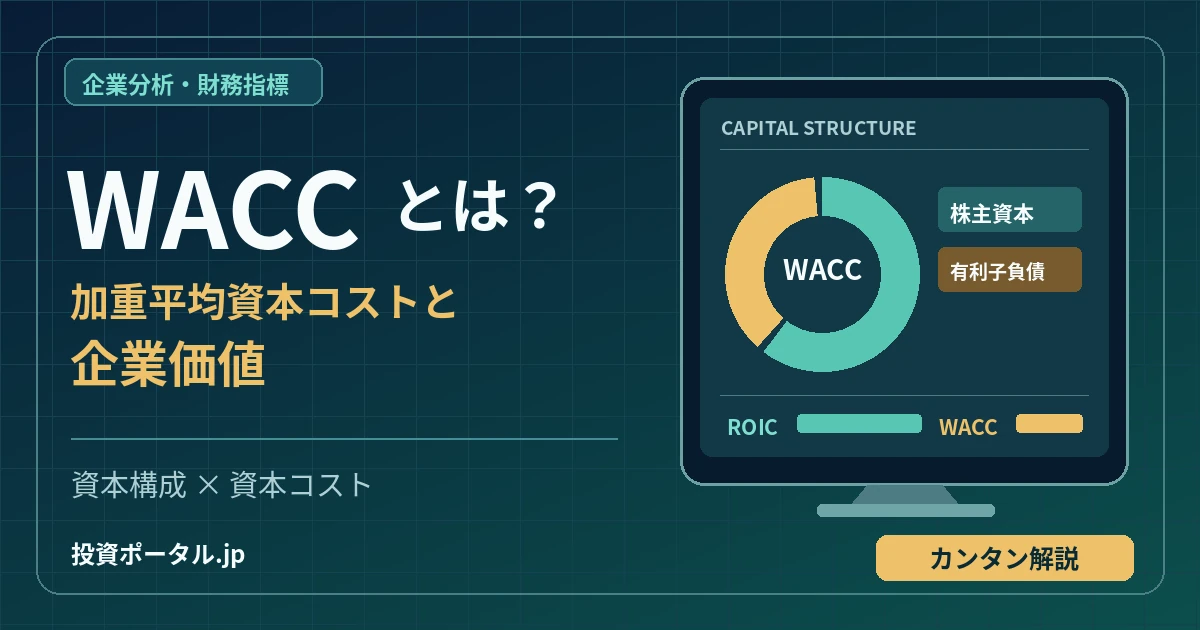 企業分析・財務指標
WACC とは？
加重平均資本コストと
企業価値
資本構成 × 資本コスト
投資ポータル.jp
CAPITAL STRUCTURE
WACC
株主資本
有利子負債
ROIC
WACC
カンタン解説